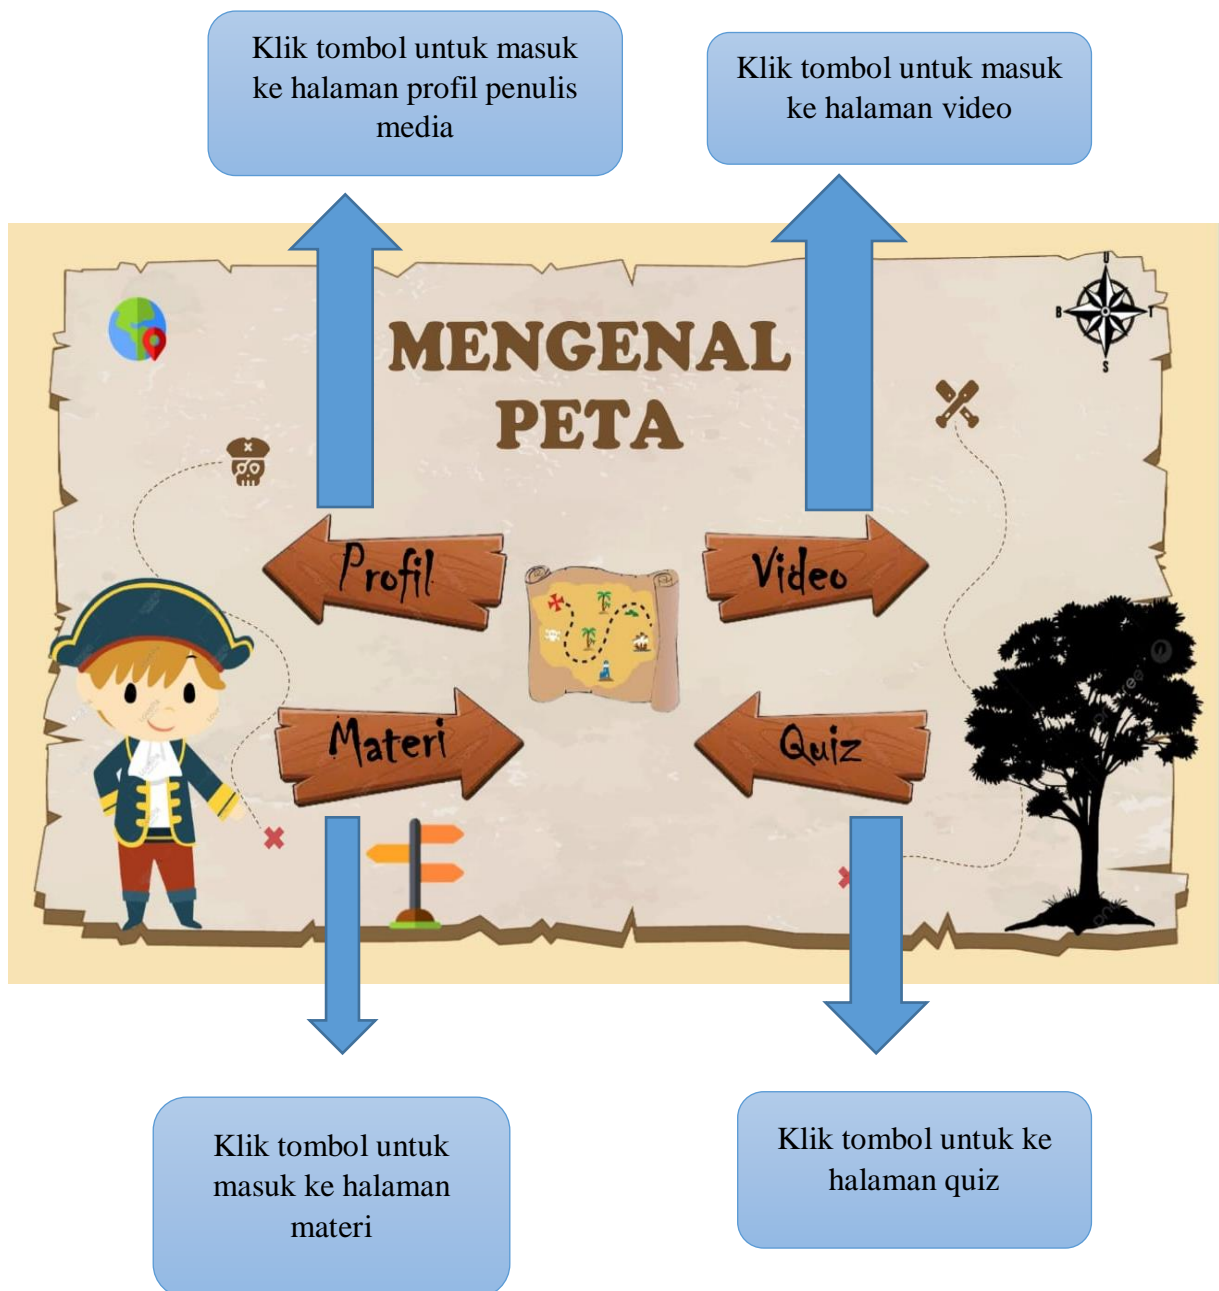 Klik tombol untuk masuk
ke halaman profil penulis
media
Klik tombol untuk masuk
ke halaman video
U
B
T
S
MENGENAL
PETA
Profil
Video
Materi
Quiz
Klik tombol untuk
masuk ke halaman
materi
Klik tombol untuk ke
halaman quiz